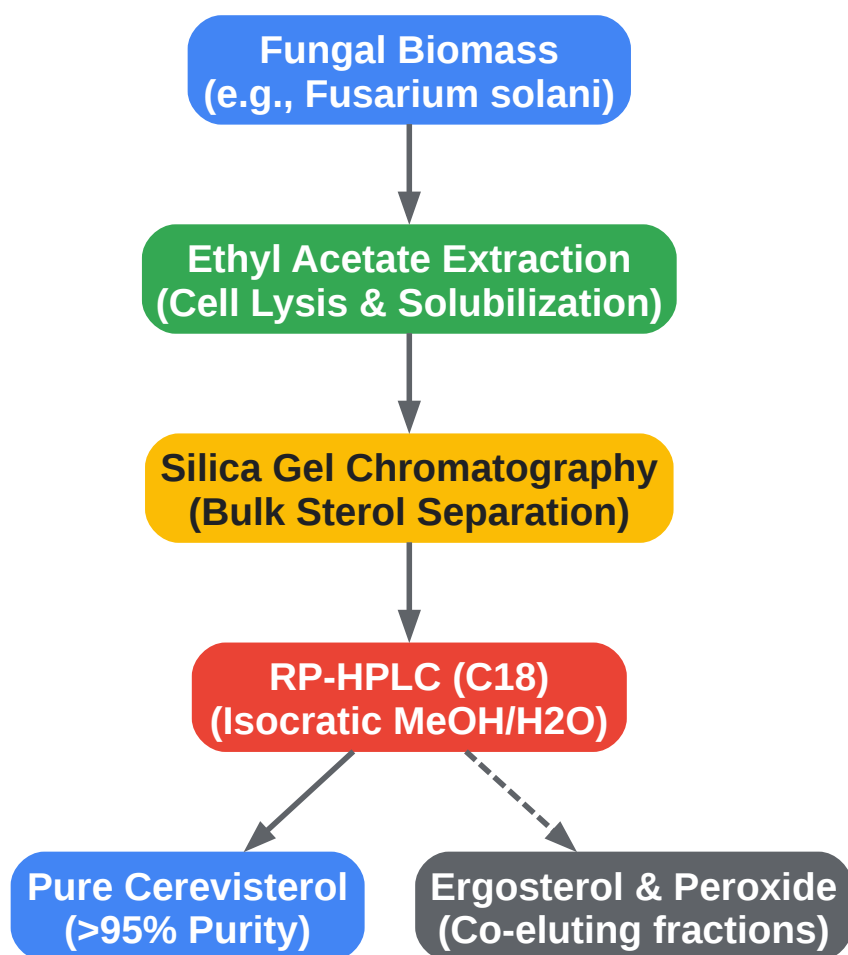 Fungal Biomass
(e.g., Fusarium solani)
Ethyl Acetate Extraction
(Cell Lysis & Solubilization)
Silica Gel Chromatography
(Bulk Sterol Separation)
RP-HPLC (C18)
(Isocratic MeOH/H2O)
Pure Cerevisterol
(>95% Purity)
Ergosterol & Peroxide
(Co-eluting fractions)